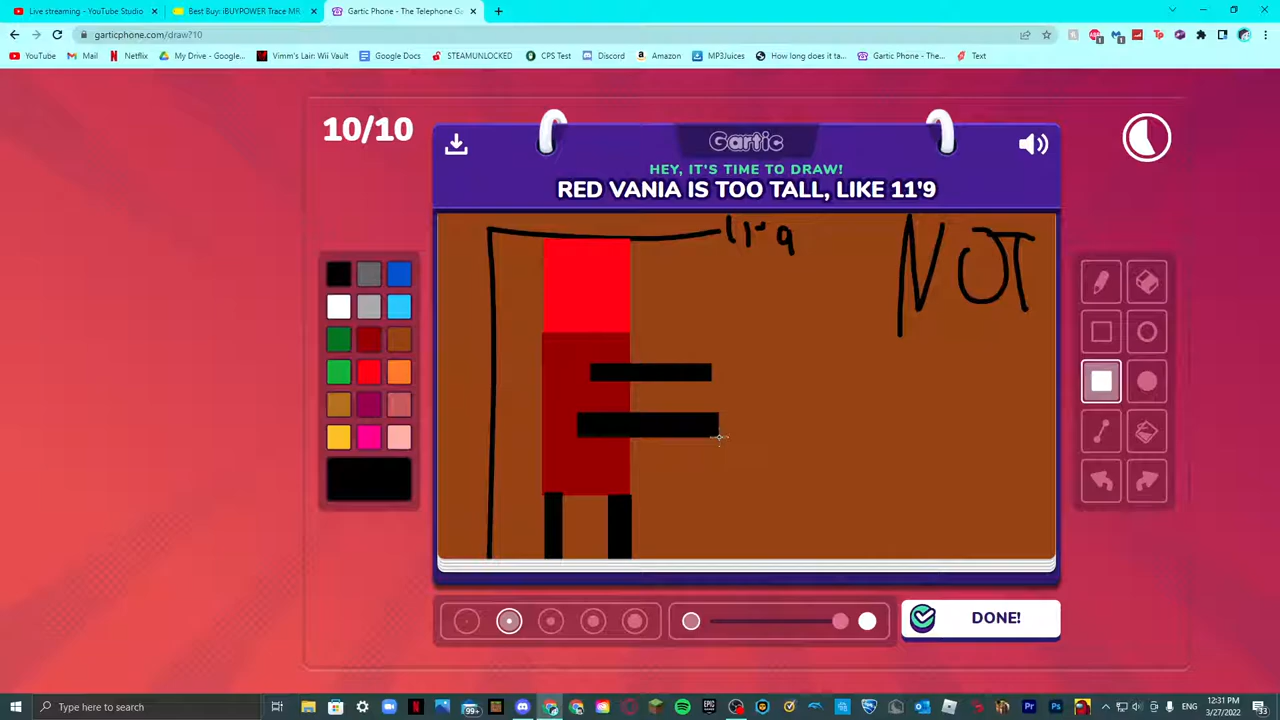 Live streaming - YouTube Studio
Best Buy: iBUYPOWER Trace MR
Gartic Phone - The Telephone Ga
garticphone.com/draw?10
YouTube
Mail
Netflix
My Drive - Google...
Vimm's Lair: Wii Vault
Google Docs
STEAMUNLOCKED
CPS Test
Discord
Amazon
MP3Juices
How long does it ta...
Gartic Phone - The...
Text
10/10
Gartic
HEY, IT'S TIME TO DRAW!
RED VANIA IS TOO TALL, LIKE 11'9
11'9
NOT
DONE!
Type here to search
99+
12:31 PM
3/27/2022